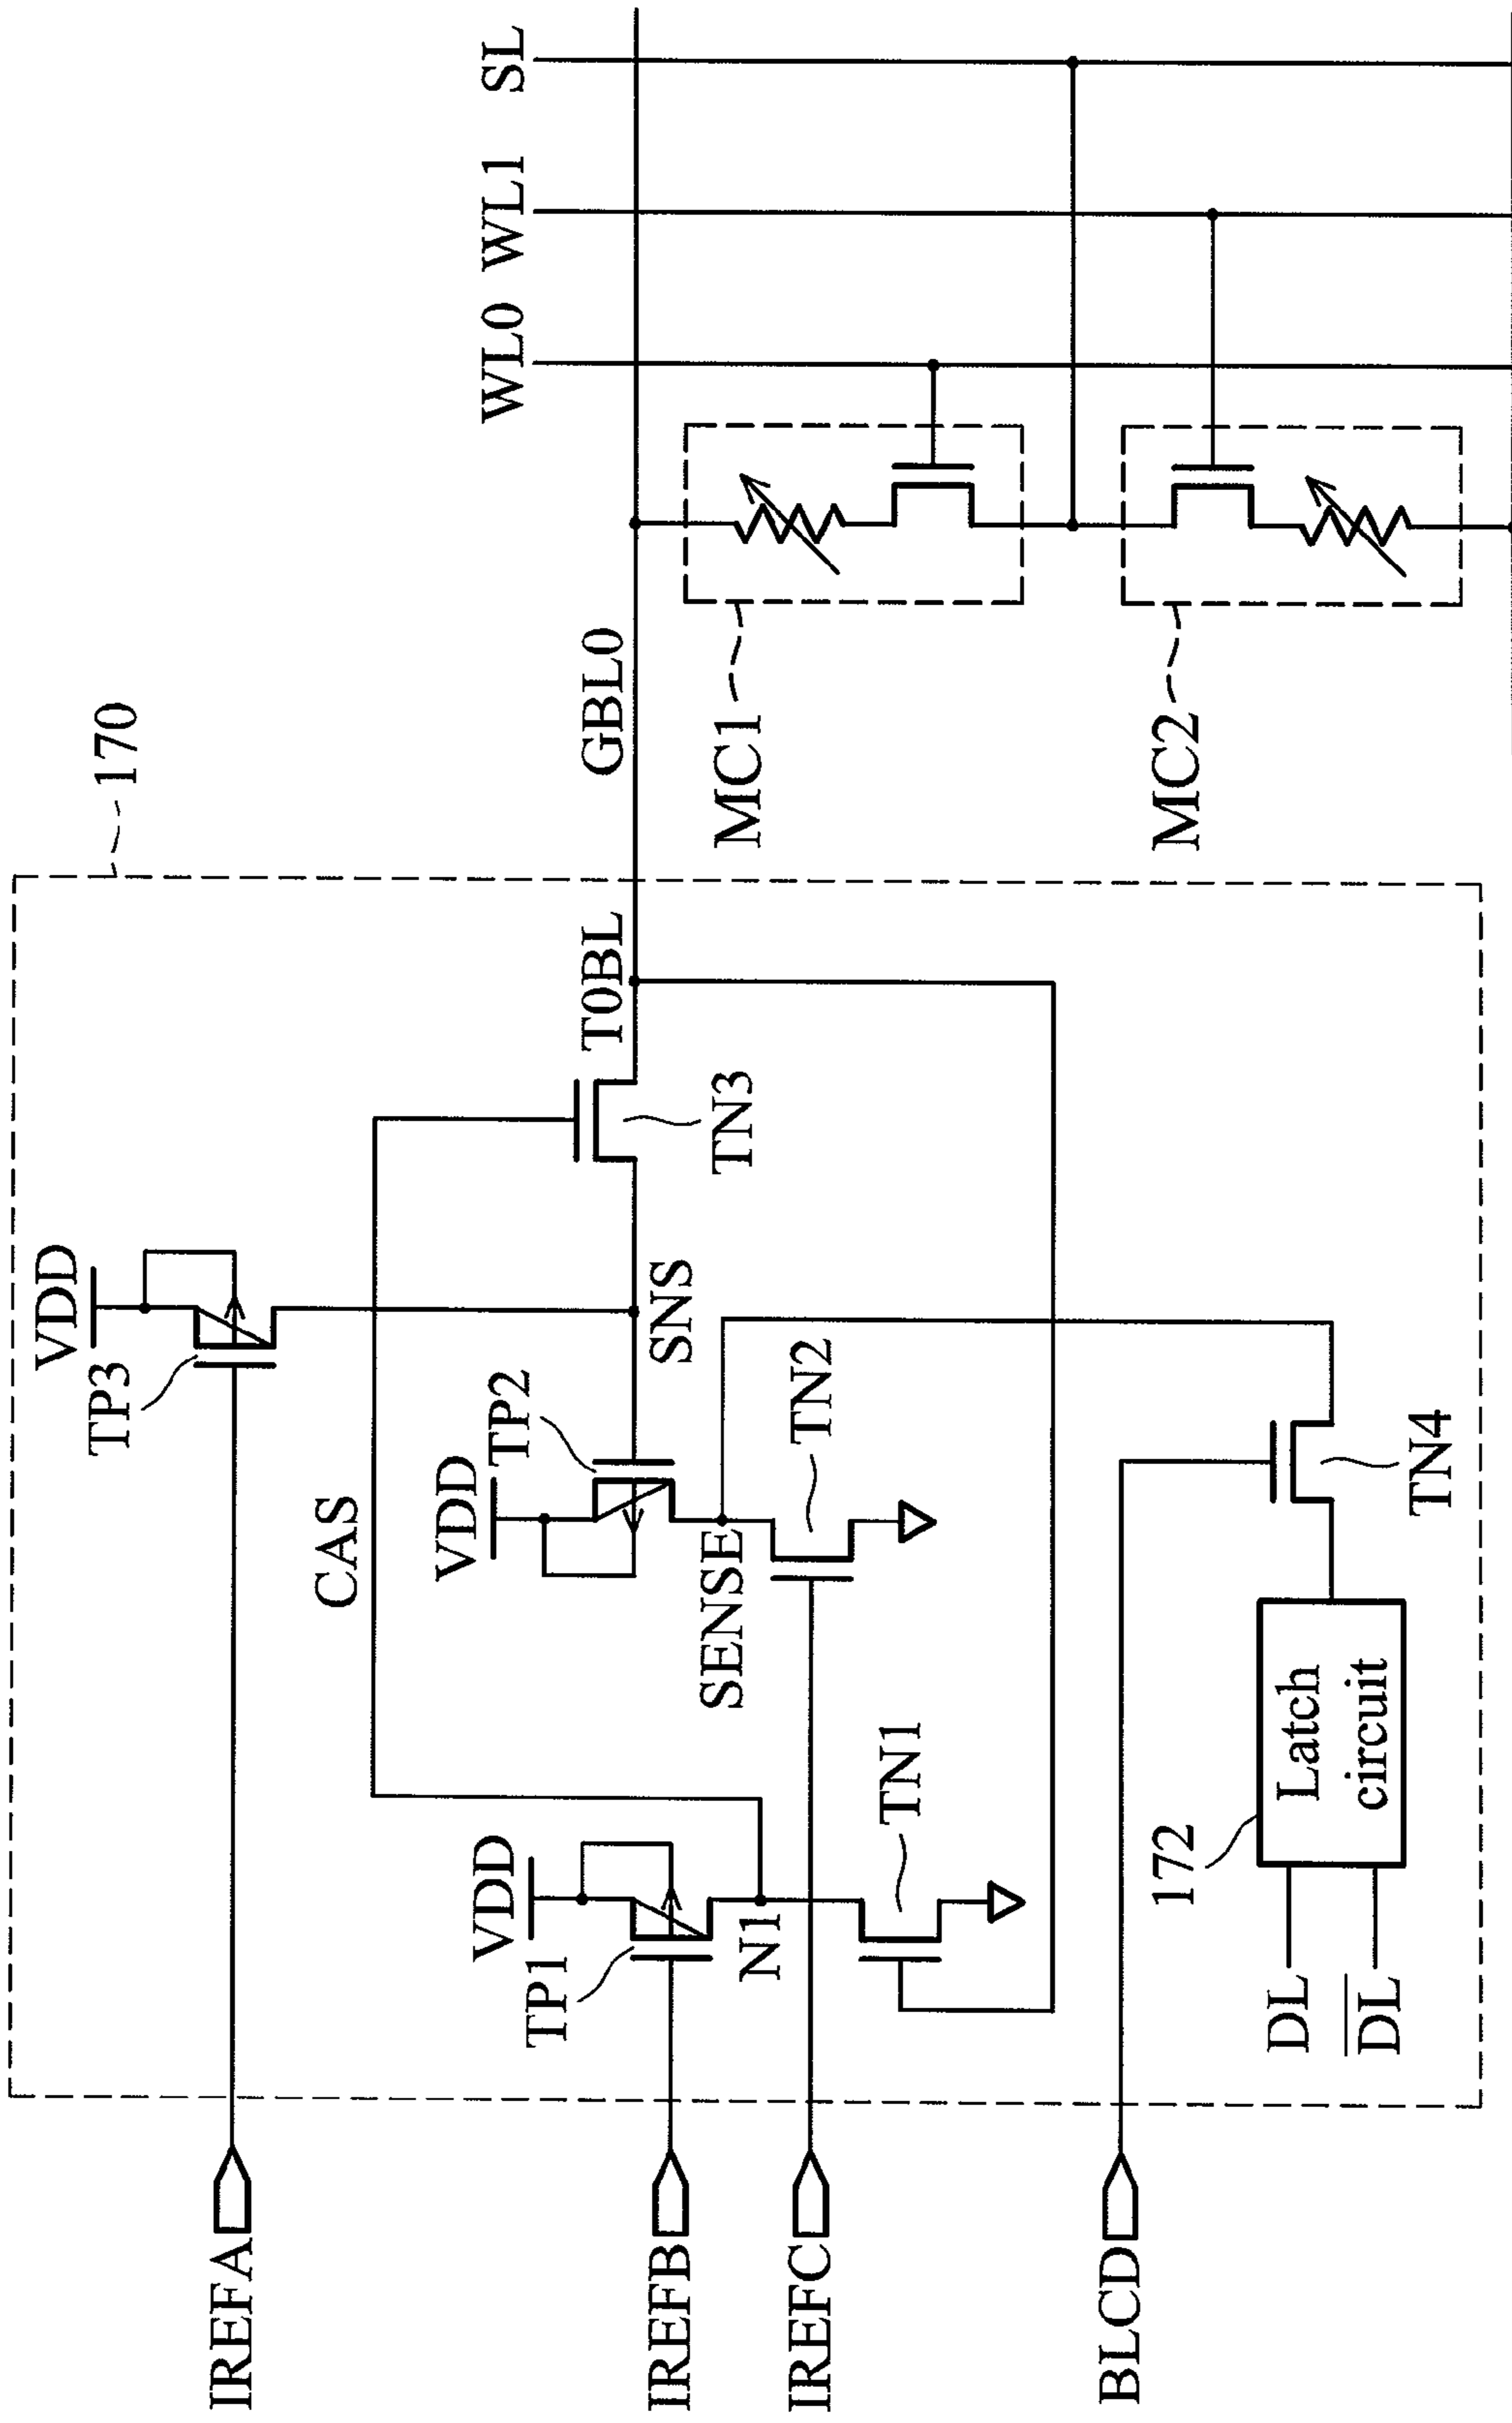 170
VDD
TP3
IREFA
CAS
VDD
TP2
SNS
T0BL
TN3
GBL0
WL0
WL1
SL
VDD
TP1
IREFB
N1
SENSE
TN2
TN1
IREFC
MC1
MC2
BLCD
172
Latch
circuit
DL
D̅L̅
TN4